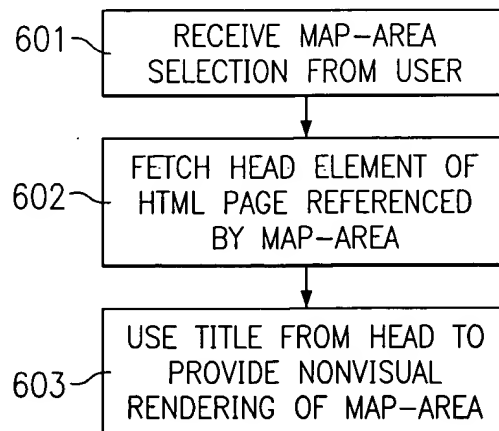 601
RECEIVE MAP-AREA
SELECTION FROM USER
602
FETCH HEAD ELEMENT OF
HTML PAGE REFERENCED
BY MAP-AREA
603
USE TITLE FROM HEAD TO
PROVIDE NONVISUAL
RENDERING OF MAP-AREA